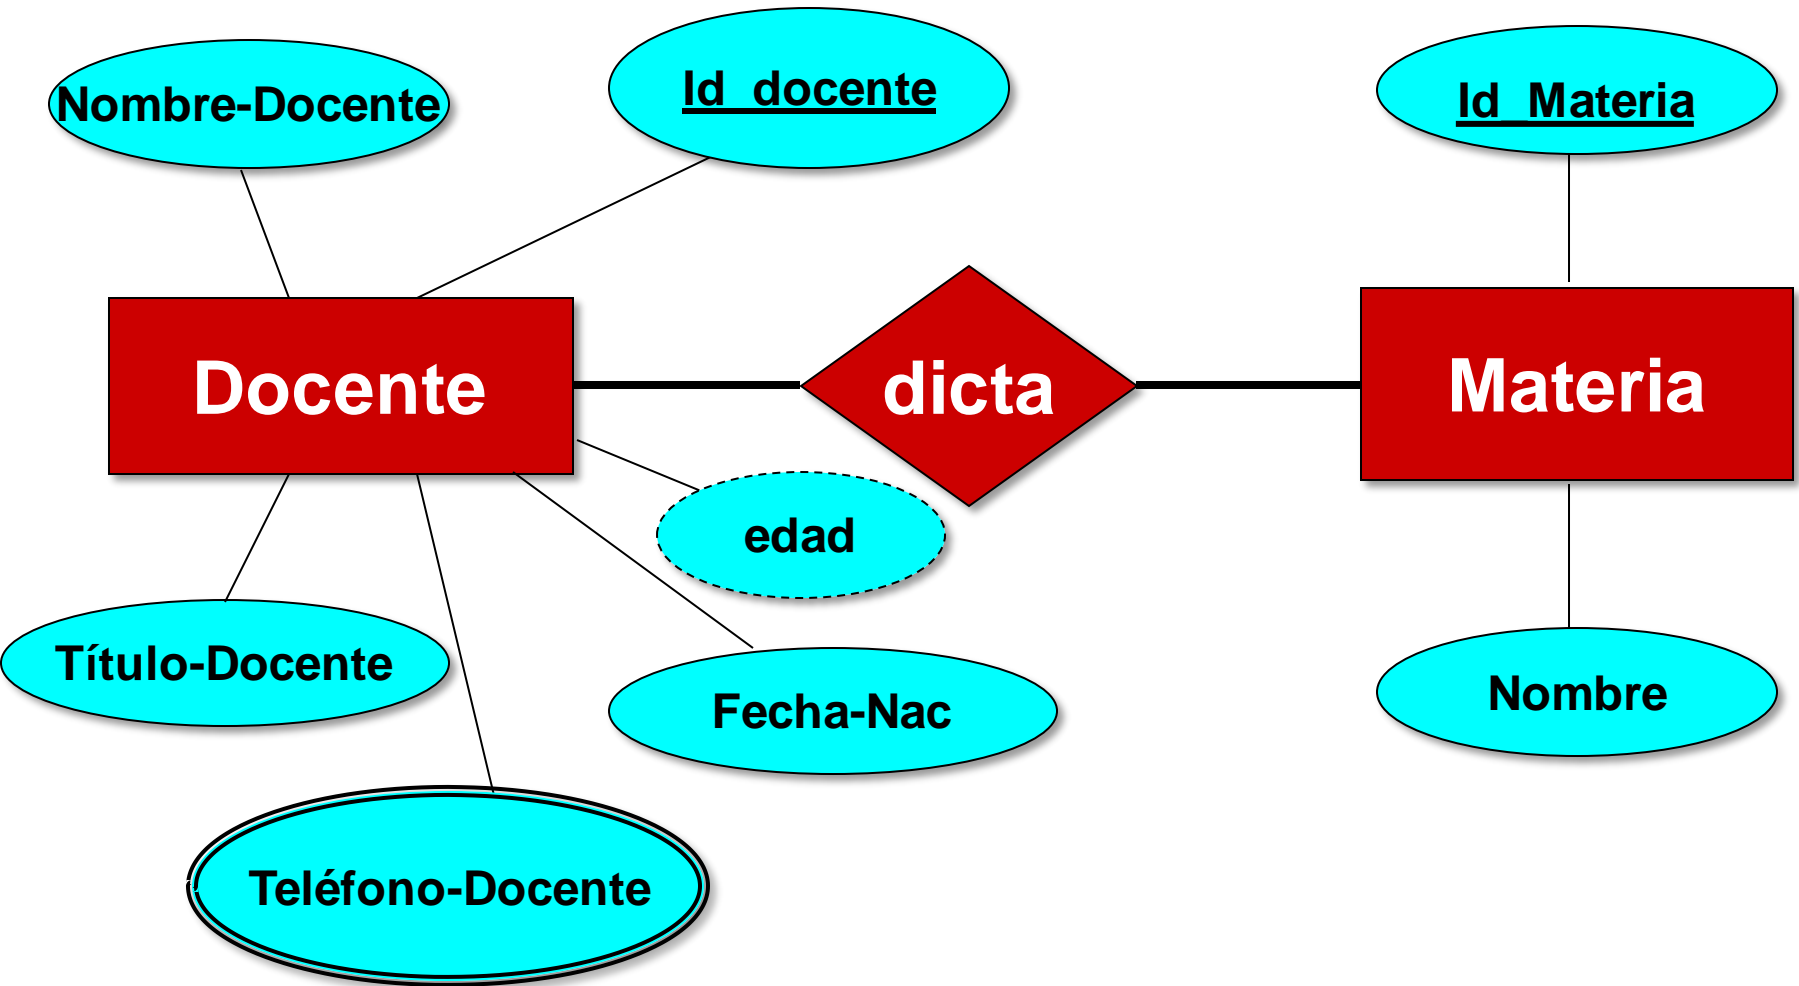 Nombre-Docente
Id_docente
Id_Materia
Docente
dicta
Materia
edad
Título-Docente
Fecha-Nac
Nombre
Teléfono-Docente